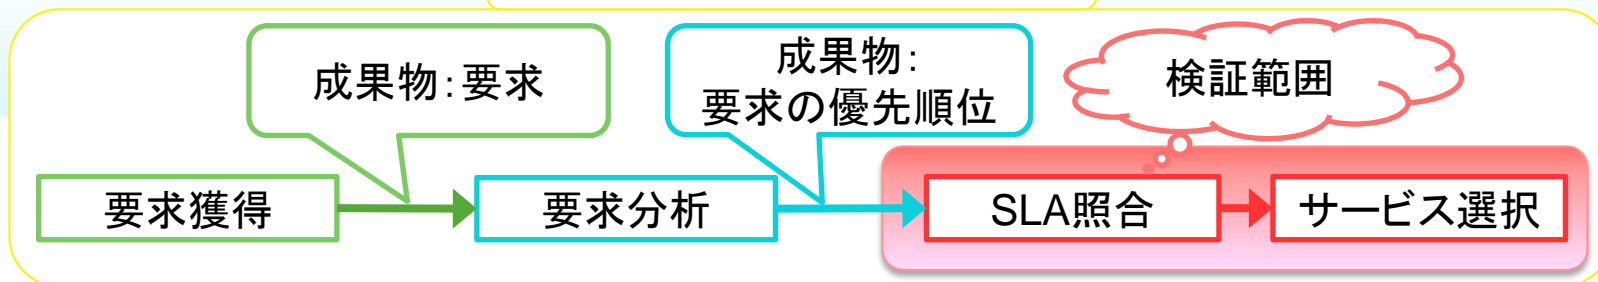 成果物：要求
成果物：
要求の優先順位
検証範囲
要求獲得
要求分析
SLA照合
サービス選択